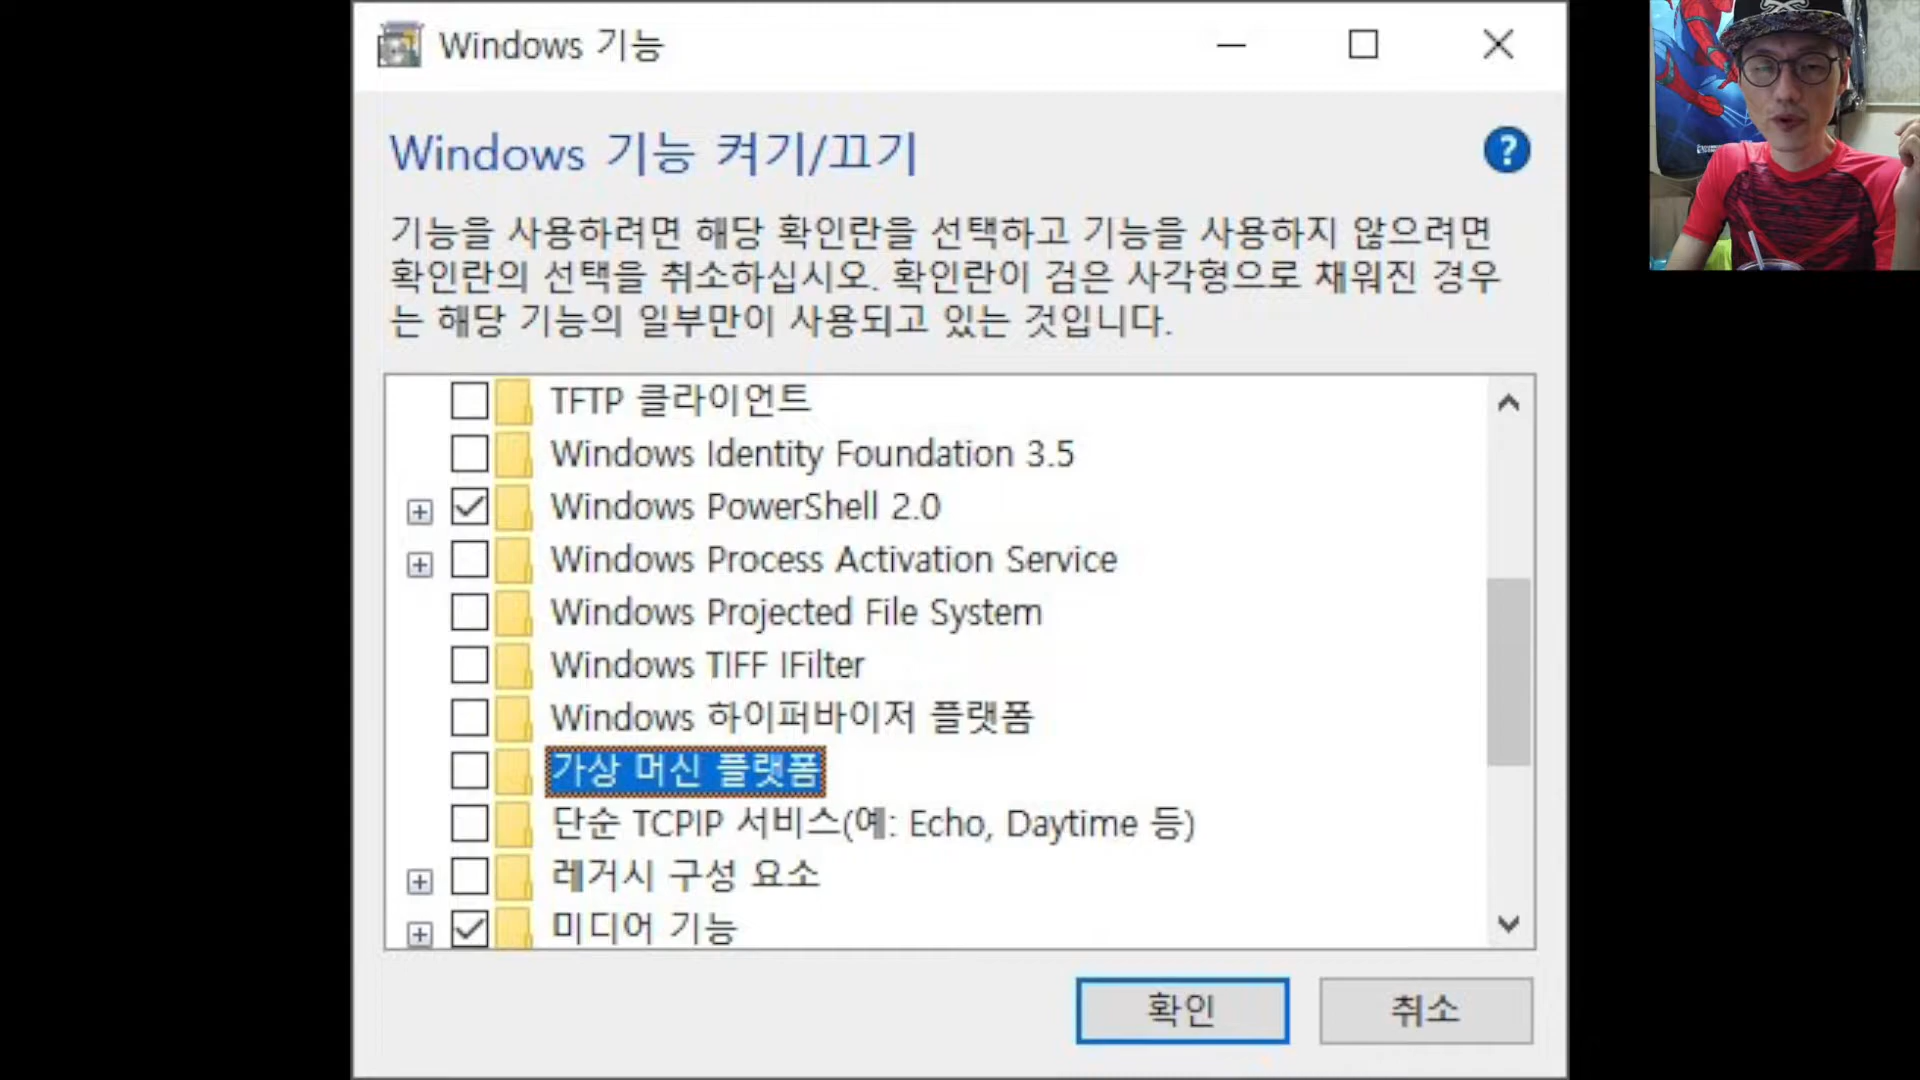 Windows 기능
Windows 기능 켜기/끄기
기능을 사용하려면 해당 확인란을 선택하고 기능을 사용하지 않으려면
확인란의 선택을 취소하십시오. 확인란이 검은 사각형으로 채워진 경우
는 해당 기능의 일부만이 사용되고 있는 것입니다.
TFTP 클라이언트
Windows Identity Foundation 3.5
Windows PowerShell 2.0
Windows Process Activation Service
Windows Projected File System
Windows TIFF IFilter
Windows 하이퍼바이저 플랫폼
가상 머신 플랫폼
단순 TCPIP 서비스(예: Echo, Daytime 등)
레거시 구성 요소
미디어 기능
확인
취소